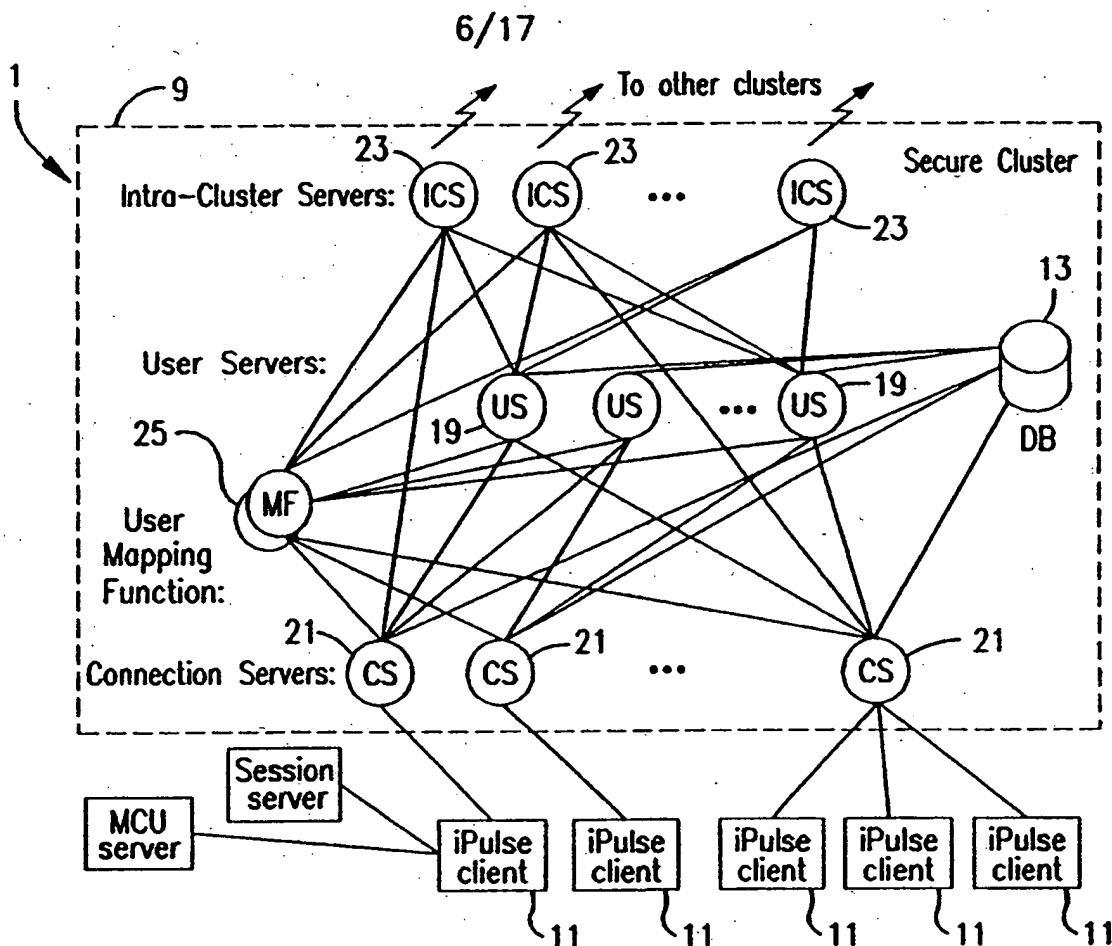 6/17
1
9
To other clusters
23
23
Secure Cluster
Intra-Cluster Servers:
ICS
ICS
...
ICS
23
13
User Servers:
US
US
...
US
19
19
DB
25
MF
User
Mapping
Function:
21
21
21
Connection Servers:
CS
CS
...
CS
Session
server
MCU
server
iPulse
client
iPulse
client
iPulse
client
iPulse
client
iPulse
client
11
11
11
11
11